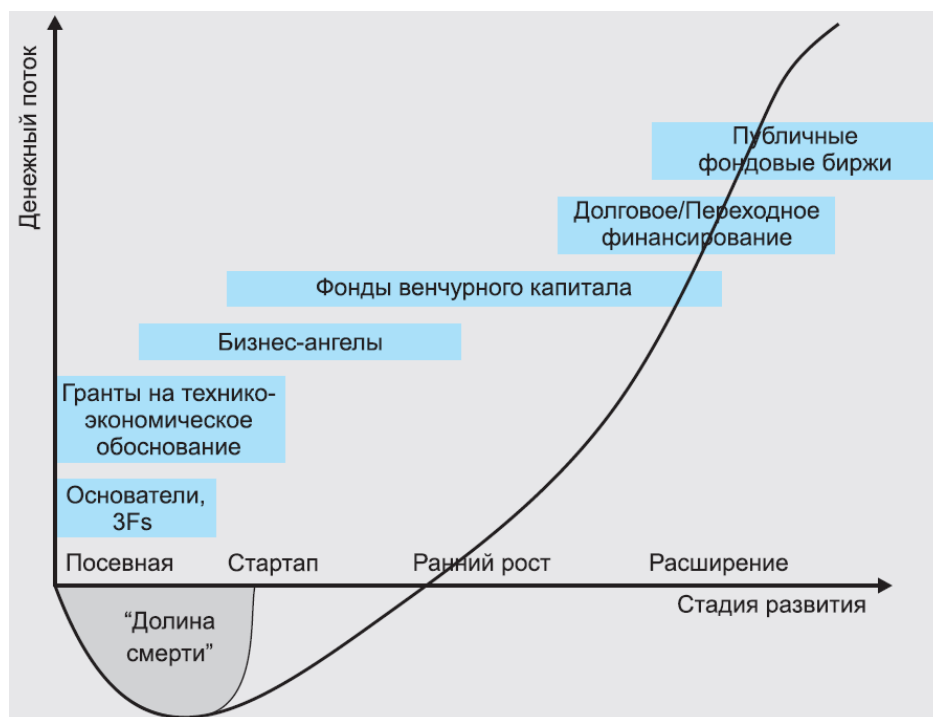 Денежный поток
Публичные
фондовые биржи
Долговое/Переходное
финансирование
Фонды венчурного капитала
Бизнес-ангелы
Гранты на технико-
экономическое
обоснование
Основатели,
3Fs
Посевная
Стартап
Ранний рост
Расширение
Стадия развития
“Долина
смерти”